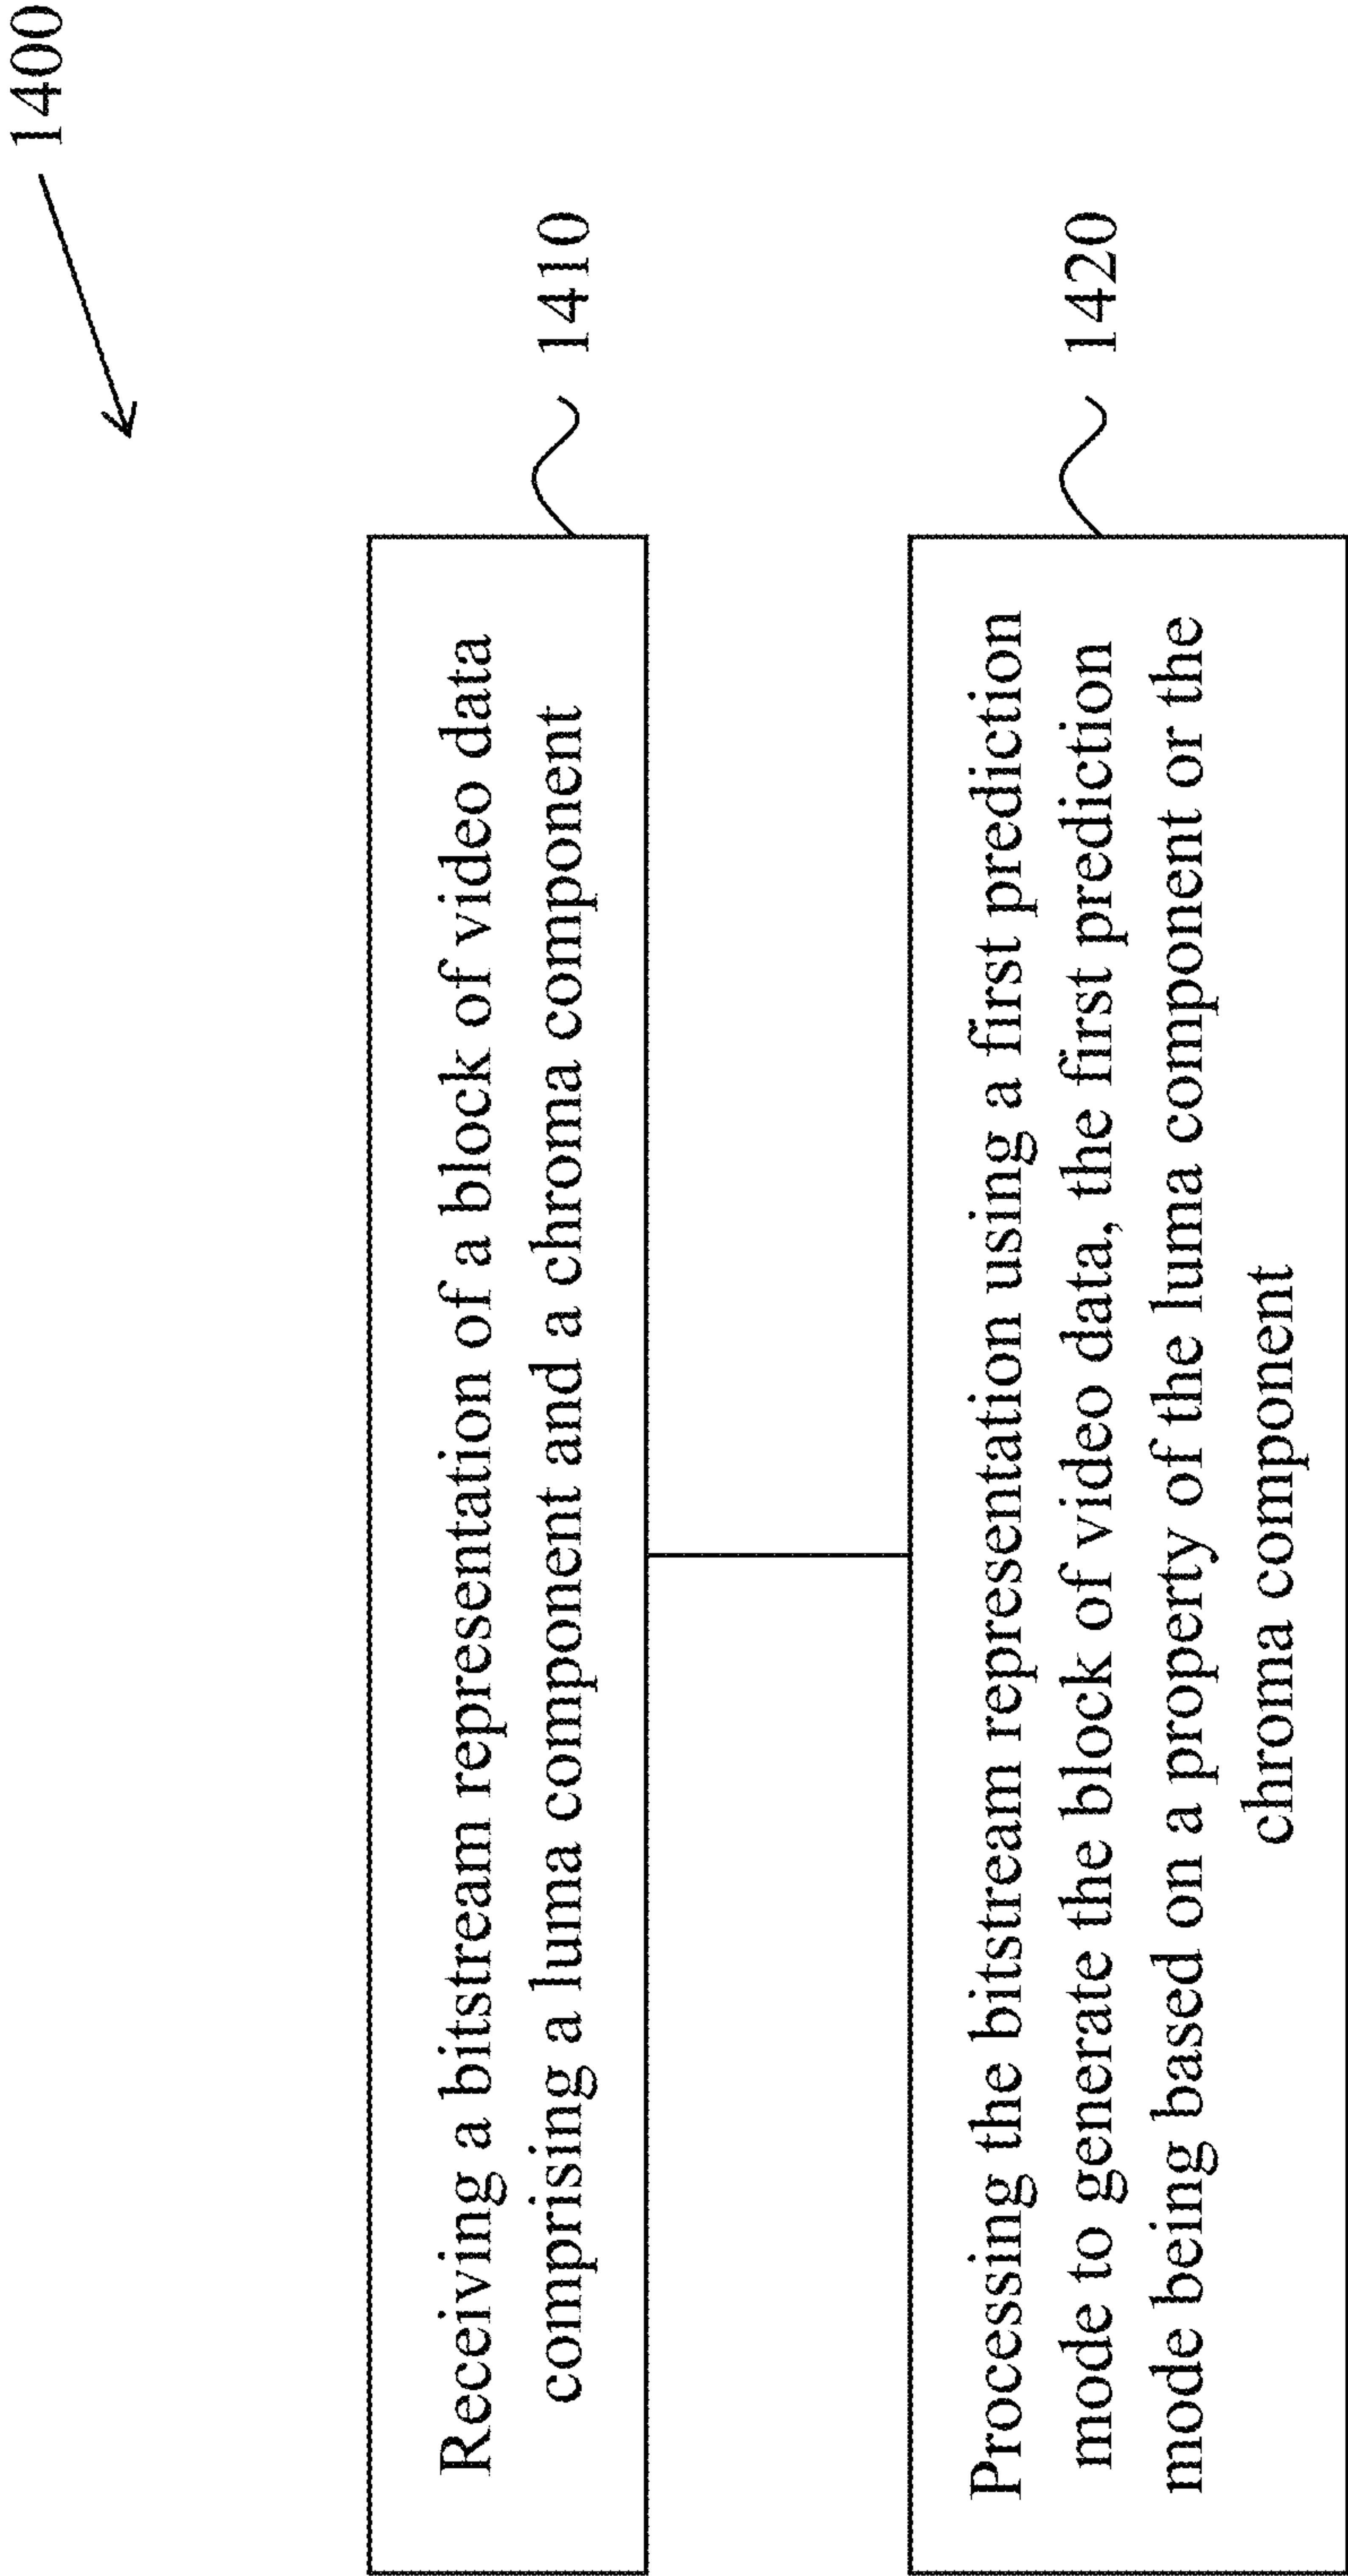 1400
Receiving a bitstream representation of a block of video data
comprising a luma component and a chroma component
1410
Processing the bitstream representation using a first prediction
mode to generate the block of video data, the first prediction
mode being based on a property of the luma component or the
chroma component
1420